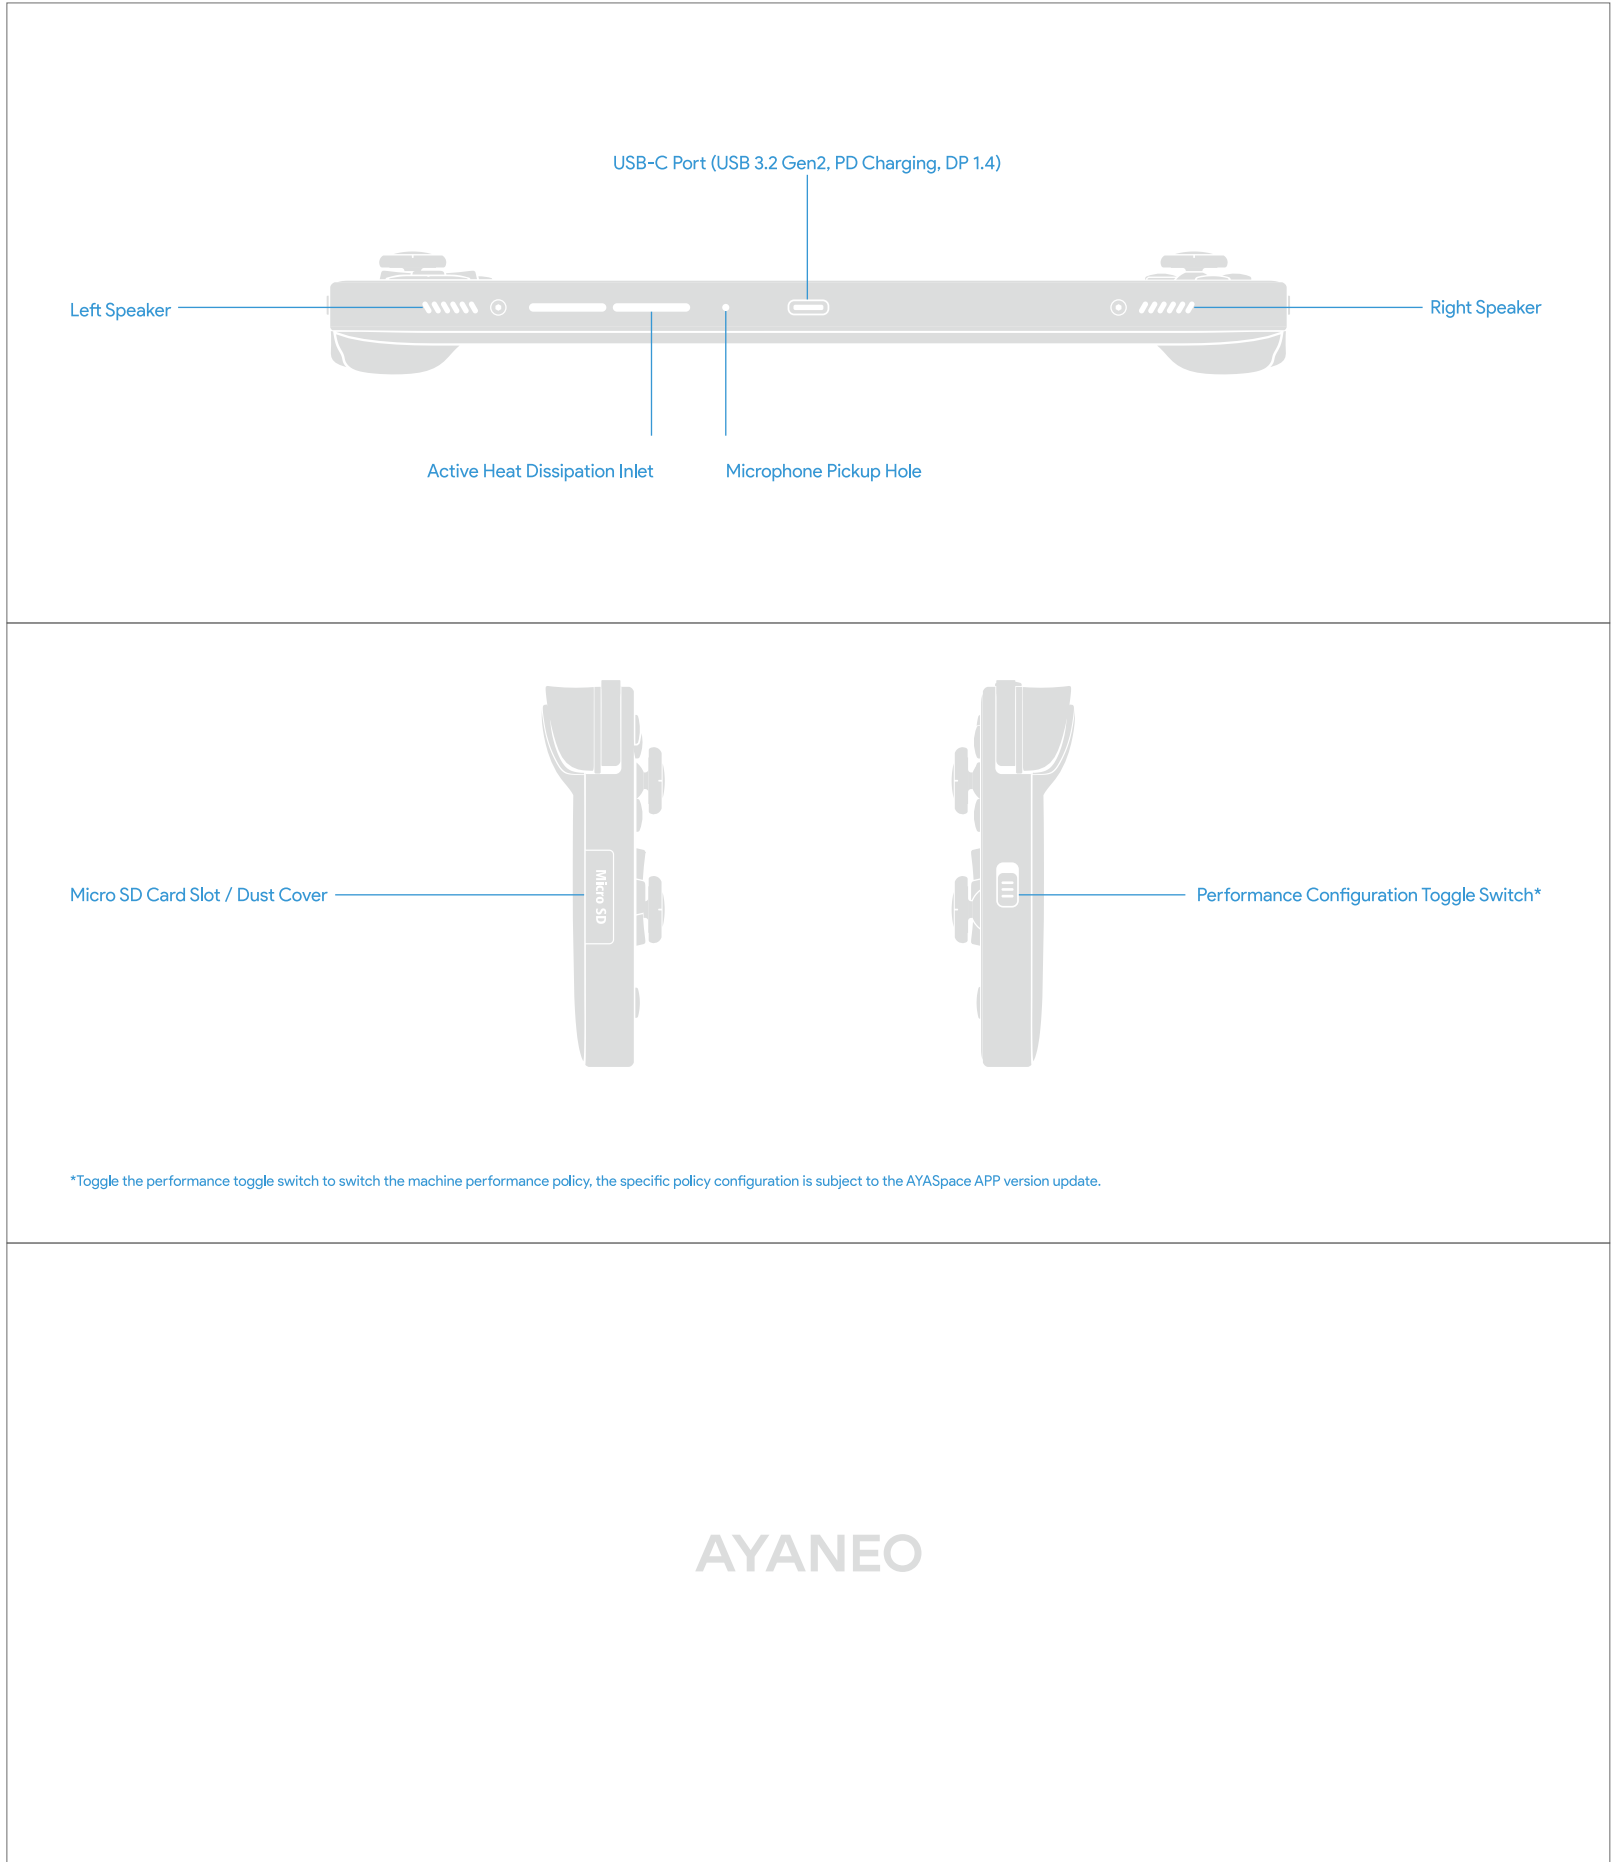 USB-C Port (USB 3.2 Gen2, PD Charging, DP 1.4)
Left Speaker
Right Speaker
Active Heat Dissipation Inlet
Microphone Pickup Hole
Micro SD Card Slot / Dust Cover
Micro SD
Performance Configuration Toggle Switch*
*Toggle the performance toggle switch to switch the machine performance policy, the specific policy configuration is subject to the AYASpace APP version update.
AYANEO